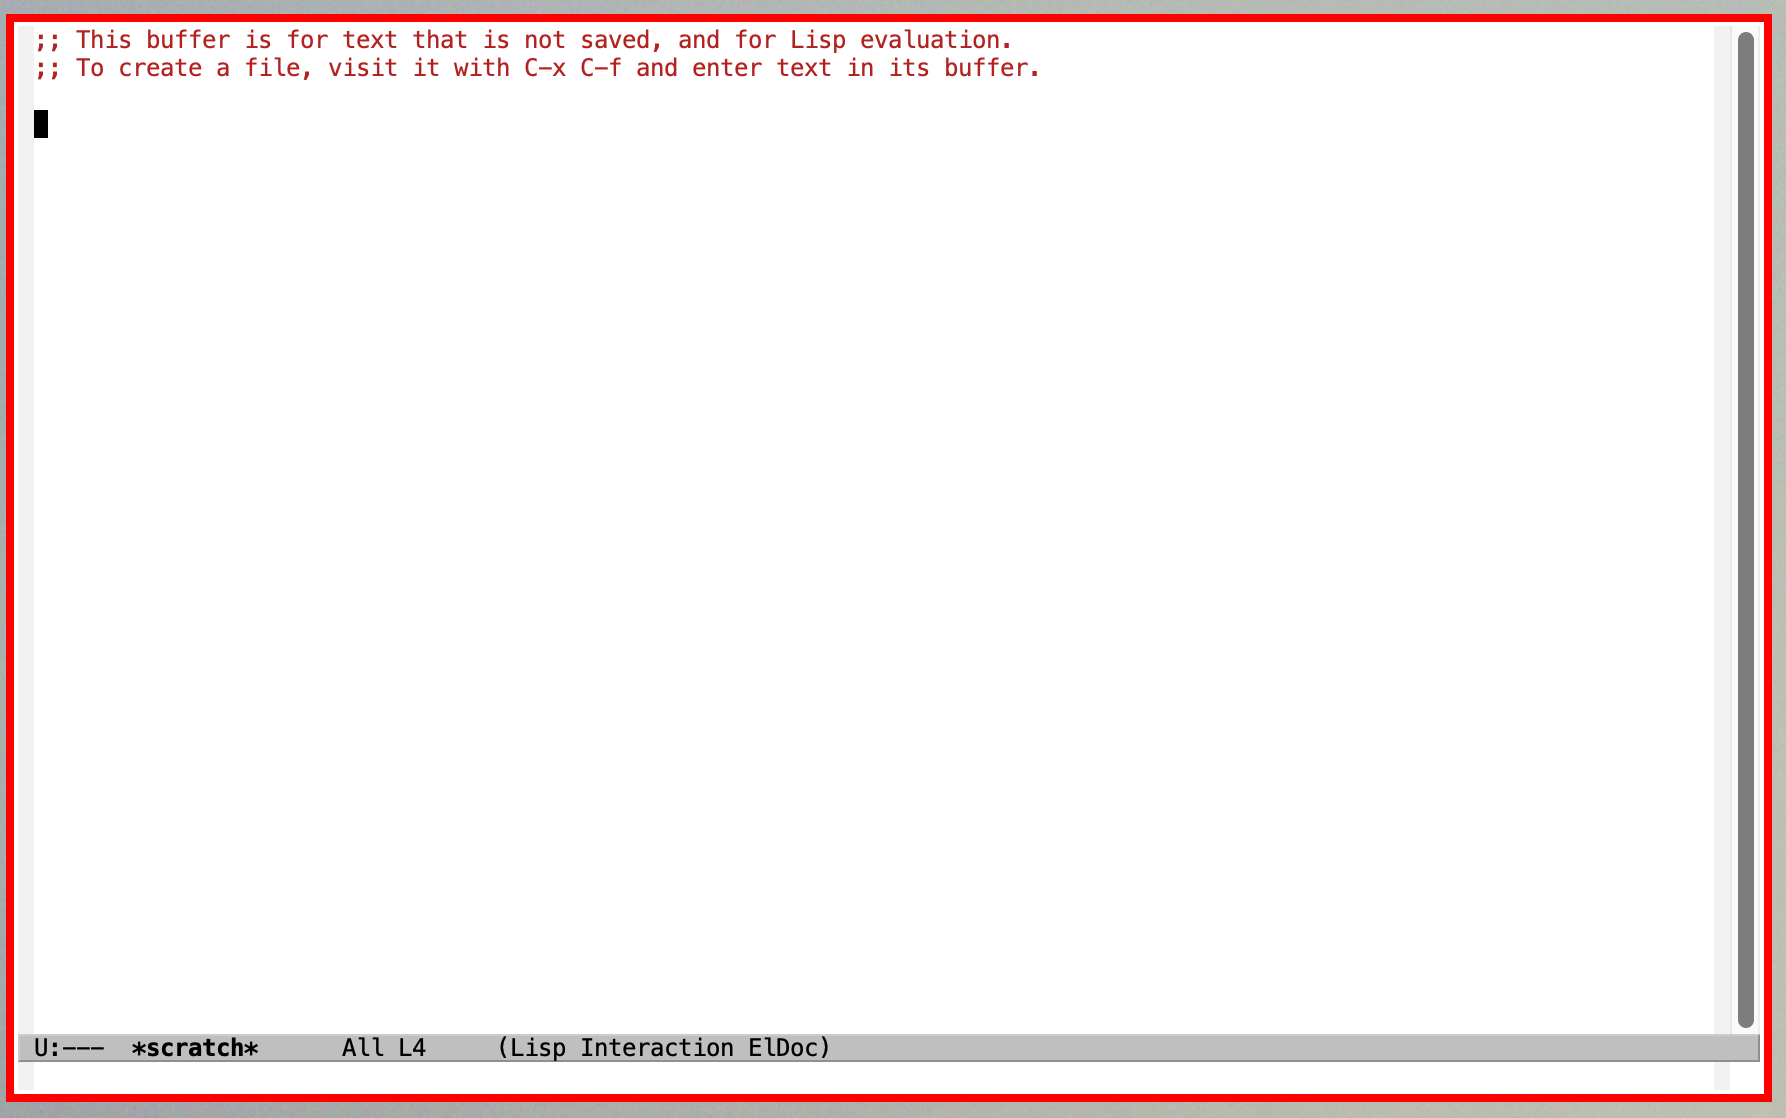 ;; This buffer is for text that is not saved, and for Lisp evaluation.
;; To create a file, visit it with C-x C-f and enter text in its buffer.
U:--- *scratch* All L4 (Lisp Interaction ElDoc)